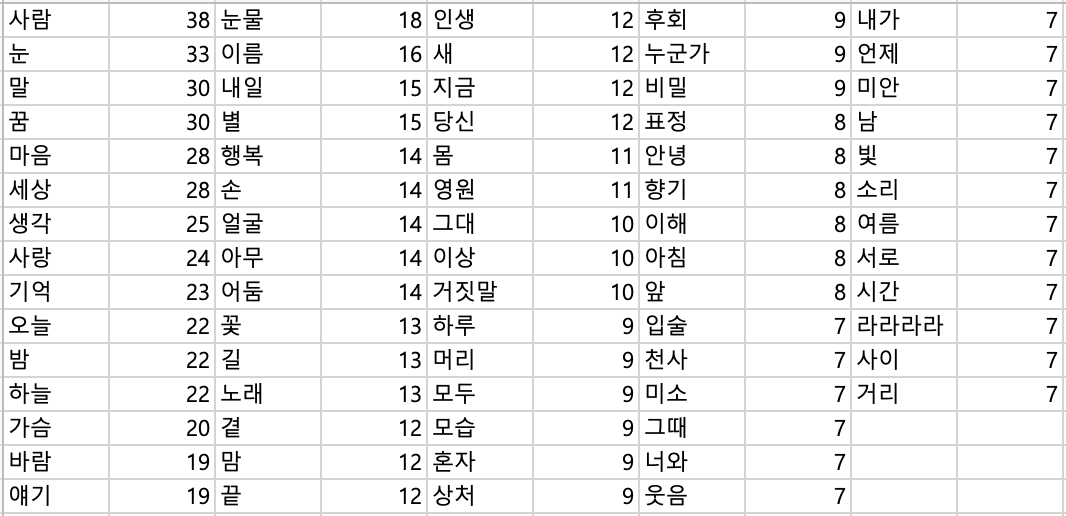 사람 38 눈물 18 인생 12 후회 9 내가 7
눈 33 이름 16 새 12 누군가 9 언제 7
말 30 내일 15 지금 12 비밀 9 미안 7
꿈 30 별 15 당신 12 표정 8 남 7
마음 28 행복 14 몸 11 안녕 8 빛 7
세상 28 손 14 영원 11 향기 8 소리 7
생각 25 얼굴 14 그대 10 이해 8 여름 7
사랑 24 아무 14 이상 10 아침 8 서로 7
기억 23 어둠 14 거짓말 10 앞 8 시간 7
오늘 22 꽃 13 하루 9 입술 7 라라라라 7
밤 22 길 13 머리 9 천사 7 사이 7
하늘 22 노래 13 모두 9 미소 7 거리 7
가슴 20 곁 12 모습 9 그때 7
바람 19 맘 12 혼자 9 너와 7
얘기 19 끝 12 상처 9 웃음 7